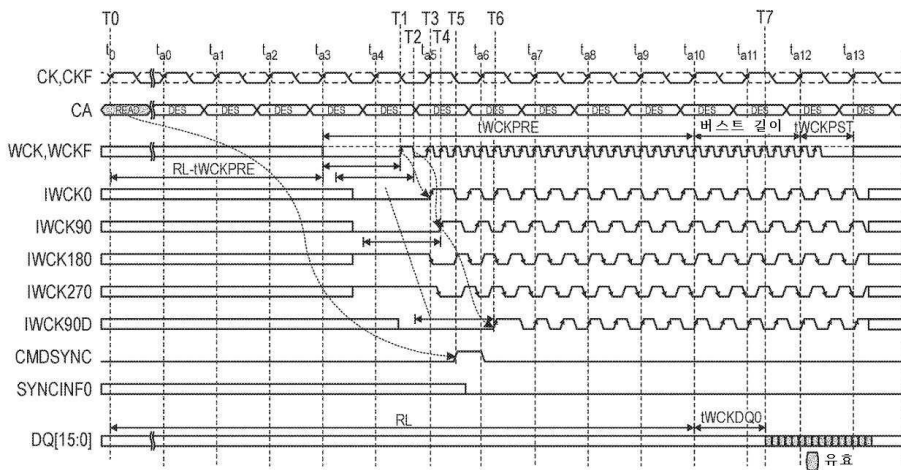 T0 T1 T3 T5 T6 T7
T2 T4
t0 ta0 ta1 ta2 ta3 ta4 ta5 ta6 ta7 ta8 ta9 ta10 ta11 ta12 ta13
CK,CKF
CA READ DES DES DES DES DES DES DES DES DES DES DES DES DES DES
tWCKPRE 버스트 길이 tWCKPST
WCK,WCKF
RL-tWCKPRE
IWCK0
IWCK90
IWCK180
IWCK270
IWCK90D
CMDSYNC
SYNCINF0
RL tWCKDQ0
DQ[15:0]
유효